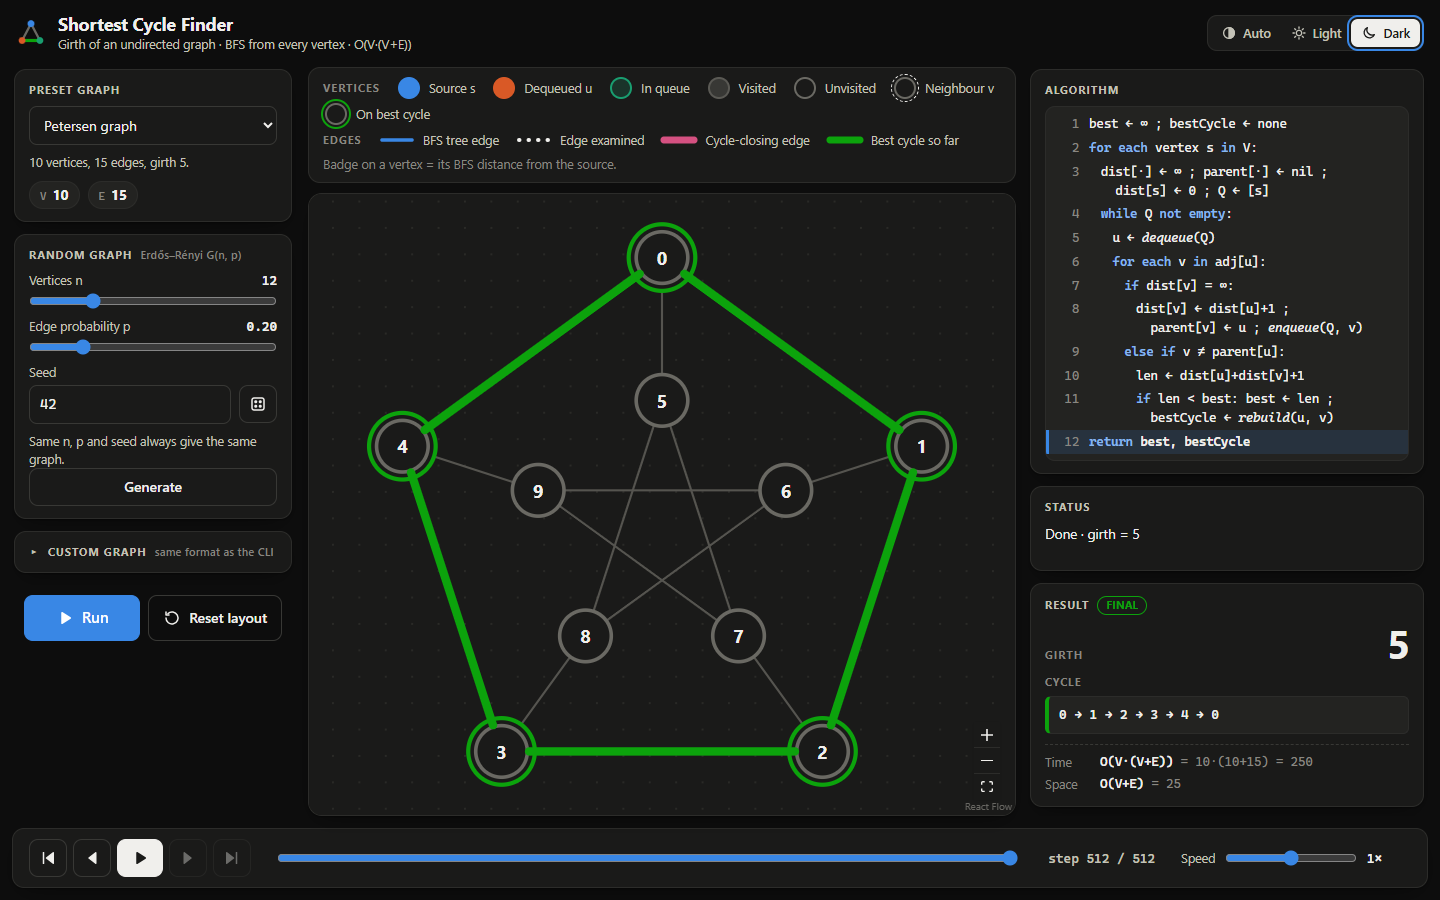 Shortest Cycle Finder
Girth of an undirected graph · BFS from every vertex · O(V·(V+E))
Auto
Light
Dark
PRESET GRAPH
Petersen graph
10 vertices, 15 edges, girth 5.
V 10
E 15
RANDOM GRAPH Erdős–Rényi G(n, p)
Vertices n 12
Edge probability p 0.20
Seed
42
Same n, p and seed always give the same
graph.
Generate
CUSTOM GRAPH same format as the CLI
Run
Reset layout
VERTICES Source s Dequeued u In queue Visited Unvisited Neighbour v
On best cycle
EDGES BFS tree edge Edge examined Cycle-closing edge Best cycle so far
Badge on a vertex = its BFS distance from the source.
0
5
4
1
9
6
8
7
3
2
React Flow
ALGORITHM
1 best ← ∞ ; bestCycle ← none
2 for each vertex s in V:
3 dist[·] ← ∞ ; parent[·] ← nil ;
dist[s] ← 0 ; Q ← [s]
4 while Q not empty:
5 u ← dequeue(Q)
6 for each v in adj[u]:
7 if dist[v] = ∞:
8 dist[v] ← dist[u]+1 ;
parent[v] ← u ; enqueue(Q, v)
9 else if v ≠ parent[u]:
10 len ← dist[u]+dist[v]+1
11 if len < best: best ← len ;
bestCycle ← rebuild(u, v)
12 return best, bestCycle
STATUS
Done · girth = 5
RESULT FINAL
GIRTH 5
CYCLE
0 → 1 → 2 → 3 → 4 → 0
Time O(V·(V+E)) = 10·(10+15) = 250
Space O(V+E) = 25
step 512 / 512
Speed 1×